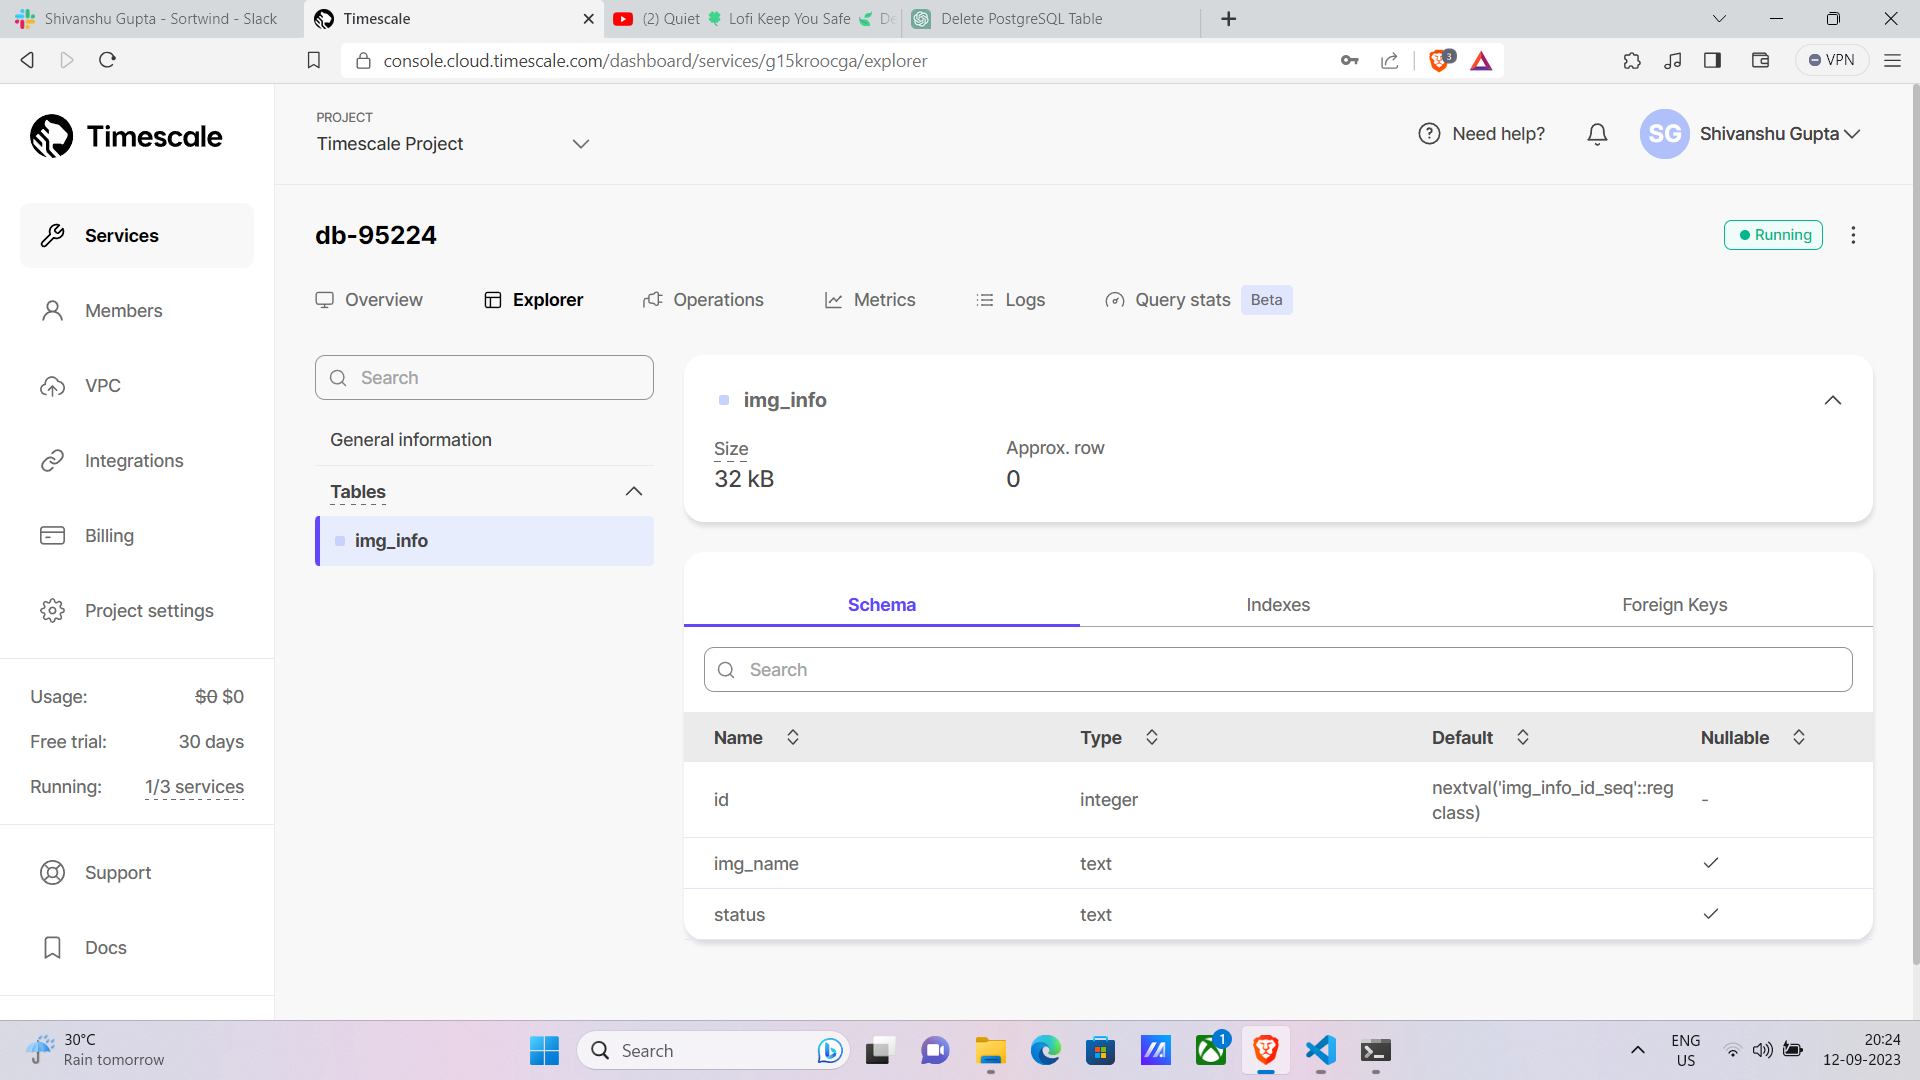 Shivanshu Gupta - Sortwind - Slack
Timescale
(2) Quiet 🍀 Lofi Keep You Safe 🌿 De
Delete PostgreSQL Table
console.cloud.timescale.com/dashboard/services/g15kroocga/explorer
3
VPN
Timescale
PROJECT
Timescale Project
Need help?
SG
Shivanshu Gupta
Services
Members
VPC
Integrations
Billing
Project settings
Usage: $0 $0
Free trial: 30 days
Running: 1/3 services
Support
Docs
db-95224
Running
Overview
Explorer
Operations
Metrics
Logs
Query stats
Beta
Search
General information
Tables
img_info
img_info
Size
32 kB
Approx. row
0
Schema
Indexes
Foreign Keys
Search
Name Type Default Nullable
id integer nextval('img_info_id_seq'::reg
class) -
img_name text
status text
30°C
Rain tomorrow
Search
1
ENG
US
20:24
12-09-2023